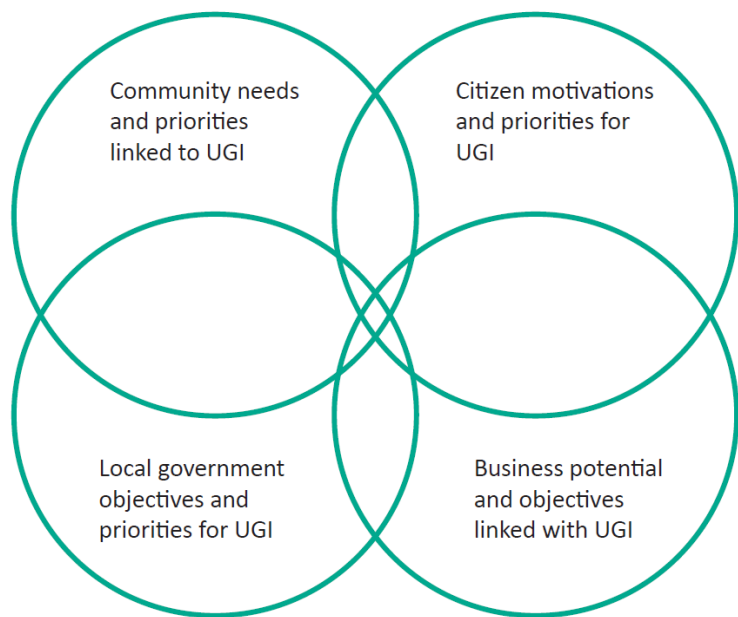 Community needs
and priorities
linked to UGI
Citizen motivations
and priorities for
UGI
Local government
objectives and
priorities for UGI
Business potential
and objectives
linked with UGI